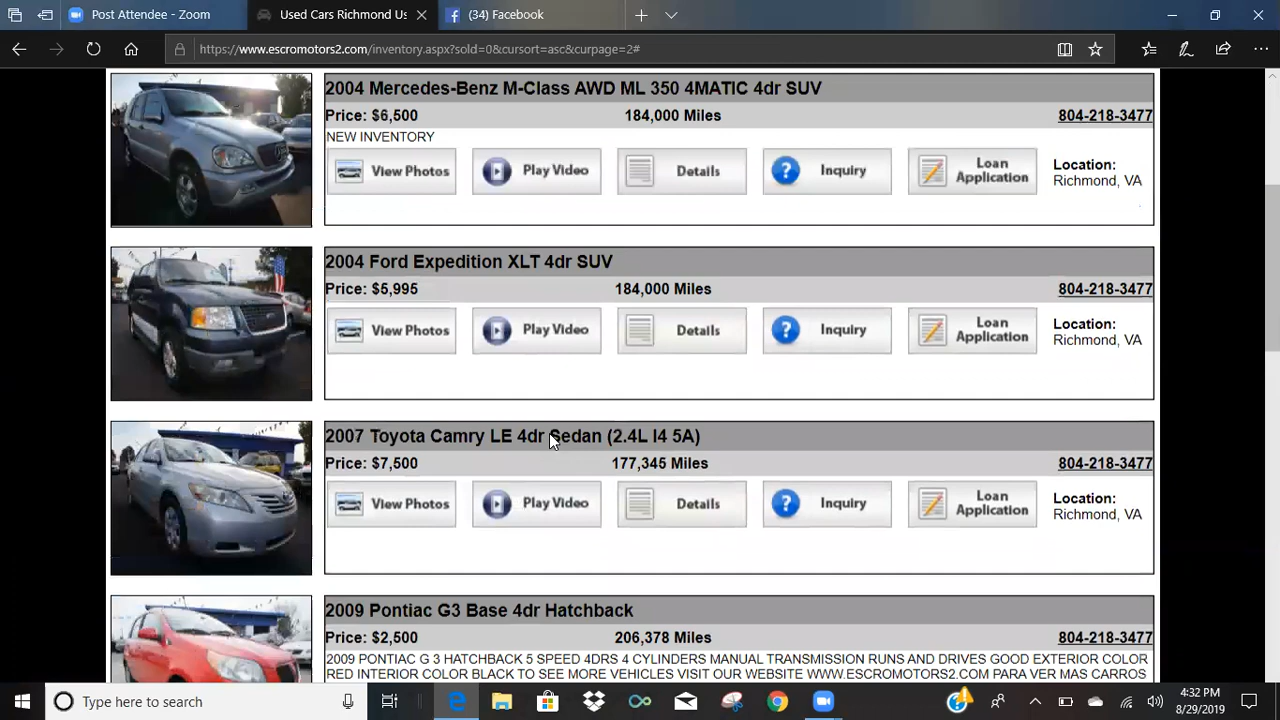 Post Attendee - Zoom
Used Cars Richmond Us
(34) Facebook
https://www.escromotors2.com/inventory.aspx?sold=0&cursort=asc&curpage=2#
2004 Mercedes-Benz M-Class AWD ML 350 4MATIC 4dr SUV
Price: $6,500 184,000 Miles 804-218-3477
NEW INVENTORY
View Photos Play Video Details Inquiry Loan Application Location: Richmond, VA
2004 Ford Expedition XLT 4dr SUV
Price: $5,995 184,000 Miles 804-218-3477
View Photos Play Video Details Inquiry Loan Application Location: Richmond, VA
2007 Toyota Camry LE 4dr Sedan (2.4L I4 5A)
Price: $7,500 177,345 Miles 804-218-3477
View Photos Play Video Details Inquiry Loan Application Location: Richmond, VA
2009 Pontiac G3 Base 4dr Hatchback
Price: $2,500 206,378 Miles 804-218-3477
2009 PONTIAC G 3 HATCHBACK 5 SPEED 4DRS 4 CYLINDERS MANUAL TRANSMISSION RUNS AND DRIVES GOOD EXTERIOR COLOR
RED INTERIOR COLOR BLACK TO SEE MORE VEHICLES VISIT OUR WEBSITE WWW.ESCROMOTORS2.COM PARA VER MAS CARROS
Type here to search
4:32 PM
8/29/2019